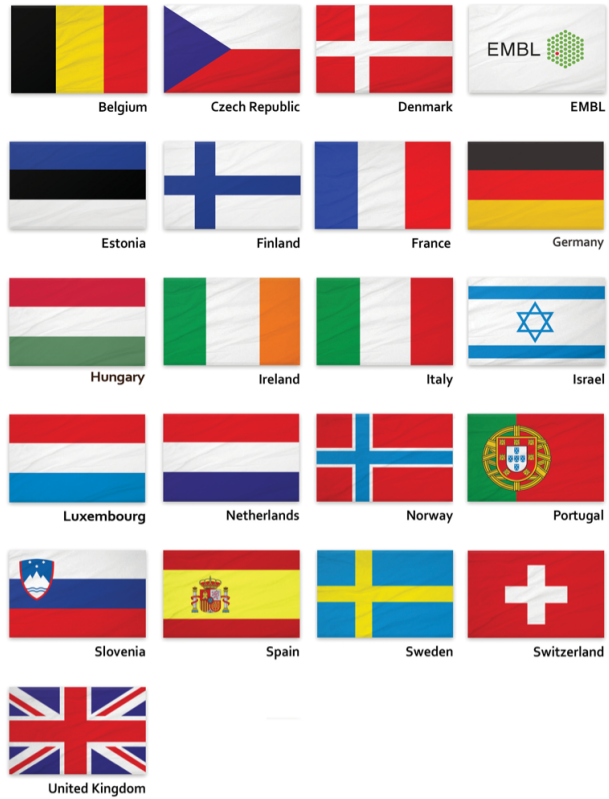 EMBL
Belgium
Czech Republic
Denmark
EMBL
Estonia
Finland
France
Germany
Hungary
Ireland
Italy
Israel
Luxembourg
Netherlands
Norway
Portugal
Slovenia
Spain
Sweden
Switzerland
United Kingdom